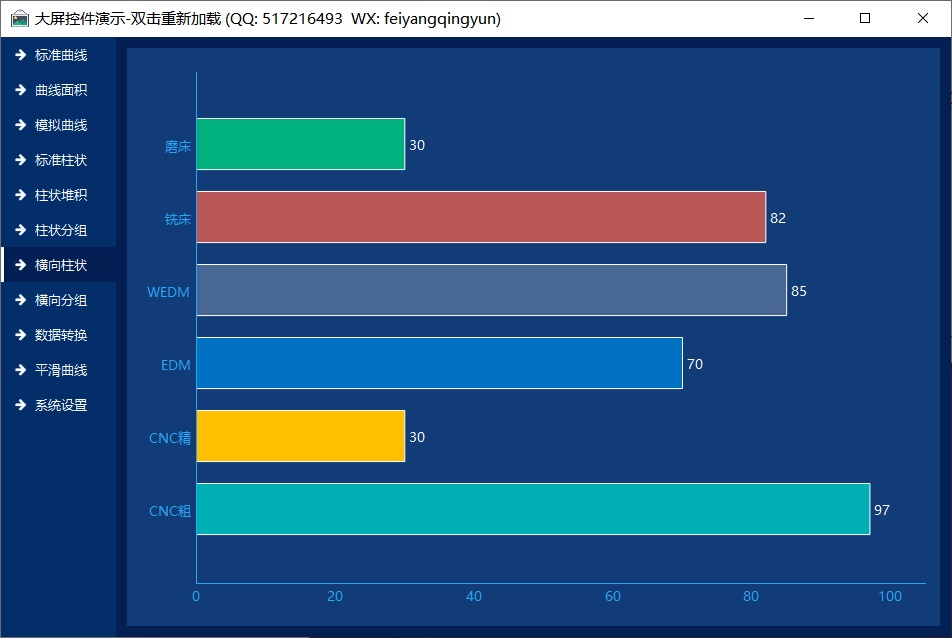 大屏控件演示-双击重新加载 (QQ: 517216493  WX: feiyangqingyun)
标准曲线
曲线面积
模拟曲线
标准柱状
柱状堆积
柱状分组
横向柱状
横向分组
数据转换
平滑曲线
系统设置
磨床 30
铣床 82
WEDM 85
EDM 70
CNC精 30
CNC粗 97
0 20 40 60 80 100